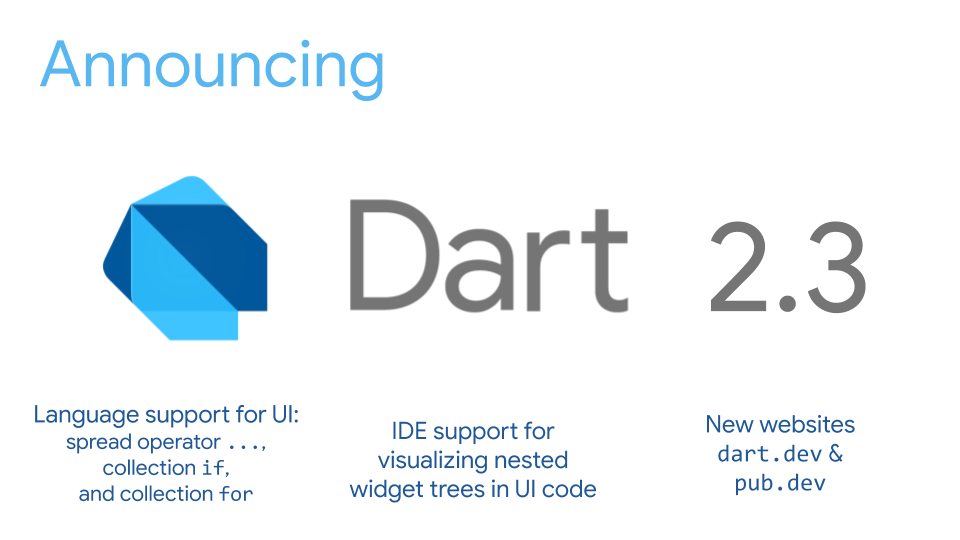 Announcing
Dart 2.3
Language support for UI:
spread operator ...,
collection if,
and collection for
IDE support for
visualizing nested
widget trees in UI code
New websites
dart.dev &
pub.dev